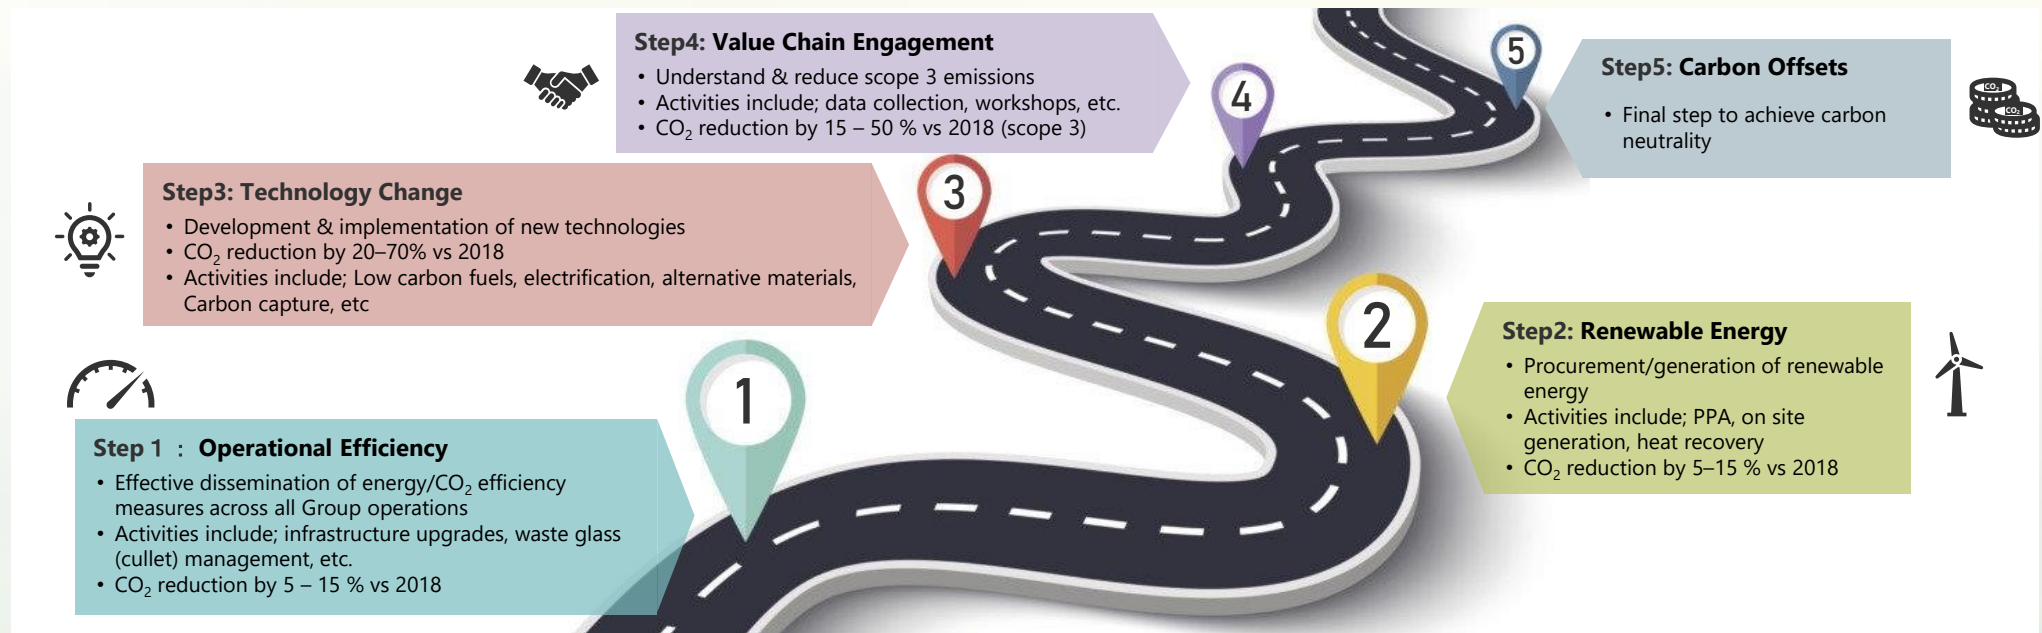 Step4: Value Chain Engagement
• Understand & reduce scope 3 emissions
• Activities include; data collection, workshops, etc.
• CO₂ reduction by 15 – 50 % vs 2018 (scope 3)
4
5
Step5: Carbon Offsets
• Final step to achieve carbon
neutrality
CO₂
CO₂
Step3: Technology Change
• Development & implementation of new technologies
• CO₂ reduction by 20–70% vs 2018
• Activities include; Low carbon fuels, electrification, alternative materials,
Carbon capture, etc
3
2
Step2: Renewable Energy
• Procurement/generation of renewable
energy
• Activities include; PPA, on site
generation, heat recovery
• CO₂ reduction by 5–15 % vs 2018
1
Step 1 : Operational Efficiency
• Effective dissemination of energy/CO₂ efficiency
measures across all Group operations
• Activities include; infrastructure upgrades, waste glass
(cullet) management, etc.
• CO₂ reduction by 5 – 15 % vs 2018